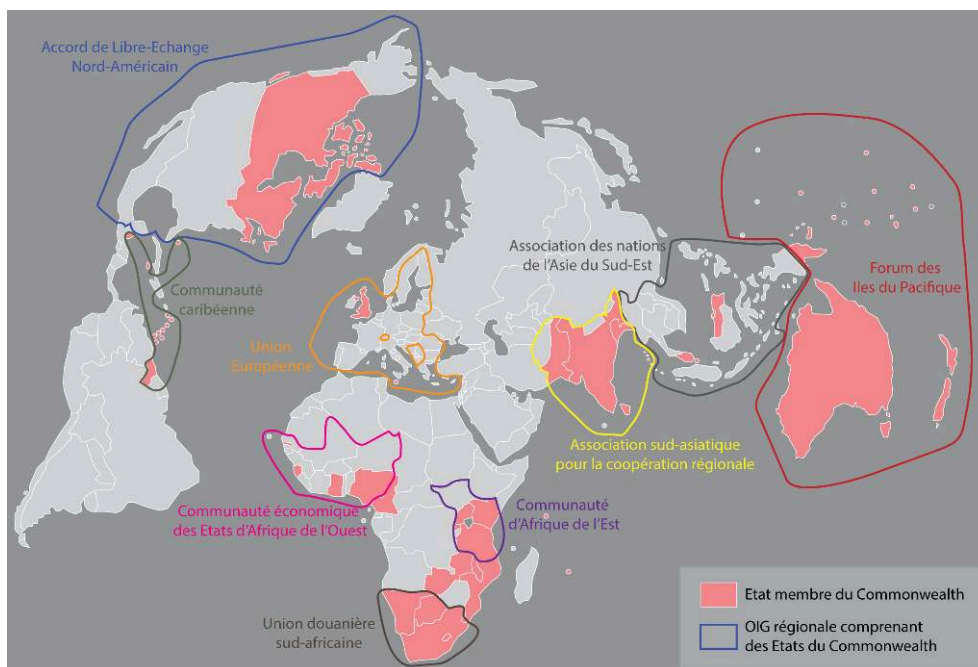 Accord de Libre-Echange
Nord-Américain
Communauté
caribéenne
Union
Européenne
Association des nations
de l'Asie du Sud-Est
Forum des
Iles du Pacifique
Association sud-asiatique
pour la coopération régionale
Communauté économique
des Etats d'Afrique de l'Ouest
Communauté
d'Afrique de l'Est
Union douanière
sud-africaine
Etat membre du Commonwealth
OIG régionale comprenant
des Etats du Commonwealth